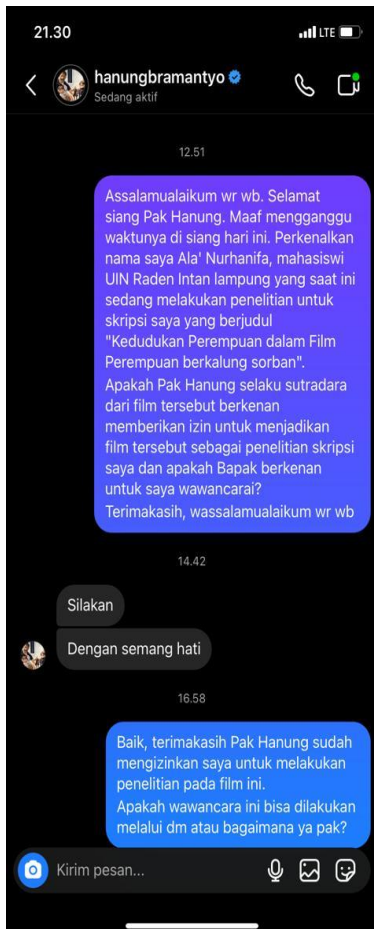 21.30
LTE
hanungbramantyo
Sedang aktif
12.51
Assalamualaikum wr wb. Selamat
siang Pak Hanung. Maaf mengganggu
waktunya di siang hari ini. Perkenalkan
nama saya Ala' Nurhanifa, mahasiswi
UIN Raden Intan lampung yang saat ini
sedang melakukan penelitian untuk
skripsi saya yang berjudul
"Kedudukan Perempuan dalam Film
Perempuan berkalung sorban".
Apakah Pak Hanung selaku sutradara
dari film tersebut berkenan
memberikan izin untuk menjadikan
film tersebut sebagai penelitian skripsi
saya dan apakah Bapak berkenan
untuk saya wawancarai?
Terimakasih, wassalamualaikum wr wb
14.42
Silakan
Dengan semang hati
16.58
Baik, terimakasih Pak Hanung sudah
mengizinkan saya untuk melakukan
penelitian pada film ini.
Apakah wawancara ini bisa dilakukan
melalui dm atau bagaimana ya pak?
Kirim pesan...